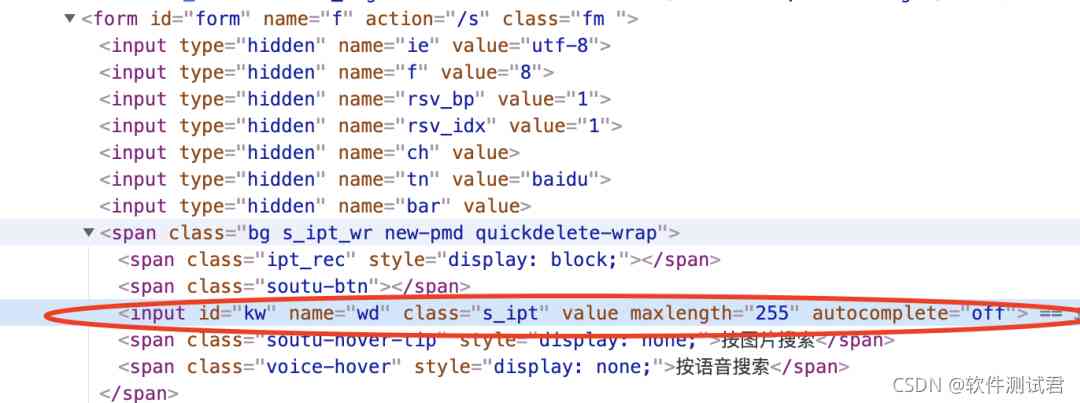 ▼<form id="form" name="f" action="/s" class="fm ">
<input type="hidden" name="ie" value="utf-8">
<input type="hidden" name="f" value="8">
<input type="hidden" name="rsv_bp" value="1">
<input type="hidden" name="rsv_idx" value="1">
<input type="hidden" name="ch" value>
<input type="hidden" name="tn" value="baidu">
<input type="hidden" name="bar" value>
▼<span class="bg s_ipt_wr new-pmd quickdelete-wrap">
<span class="ipt_rec" style="display: block;"></span>
<span class="soutu-btn"></span>
<input id="kw" name="wd" class="s_ipt" value maxlength="255" autocomplete="off"> ==
<span class="soutu-hover-tip" style="display: none;">按图片搜索</span>
<span class="voice-hover" style="display: none;">按语音搜索</span>
</span>
CSDN @软件测试君